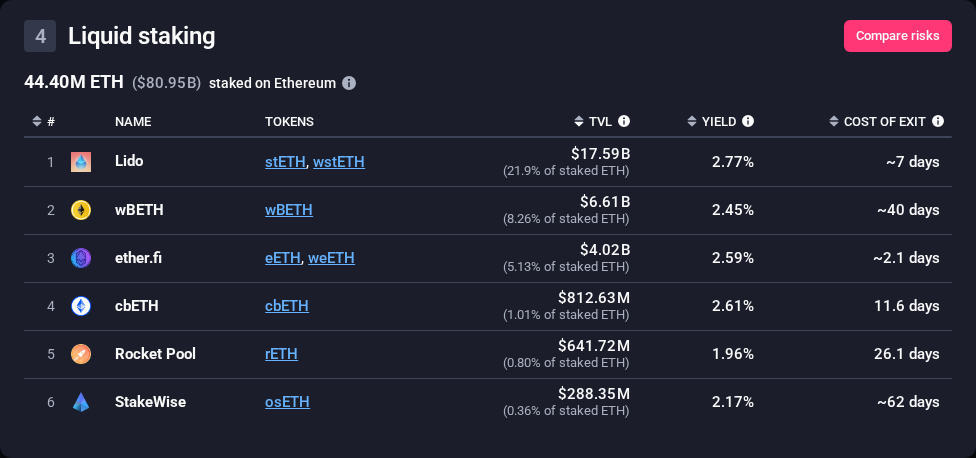 4 Liquid staking Compare risks
44.40M ETH ($80.95B) staked on Ethereum
# NAME TOKENS TVL YIELD COST OF EXIT
1 Lido stETH, wstETH $17.59B 2.77% ~7 days
(21.9% of staked ETH)
2 wBETH wBETH $6.61B 2.45% ~40 days
(8.26% of staked ETH)
3 ether.fi eETH, weETH $4.02B 2.59% ~2.1 days
(5.13% of staked ETH)
4 cbETH cbETH $812.63M 2.61% 11.6 days
(1.01% of staked ETH)
5 Rocket Pool rETH $641.72M 1.96% 26.1 days
(0.80% of staked ETH)
6 StakeWise osETH $288.35M 2.17% ~62 days
(0.36% of staked ETH)